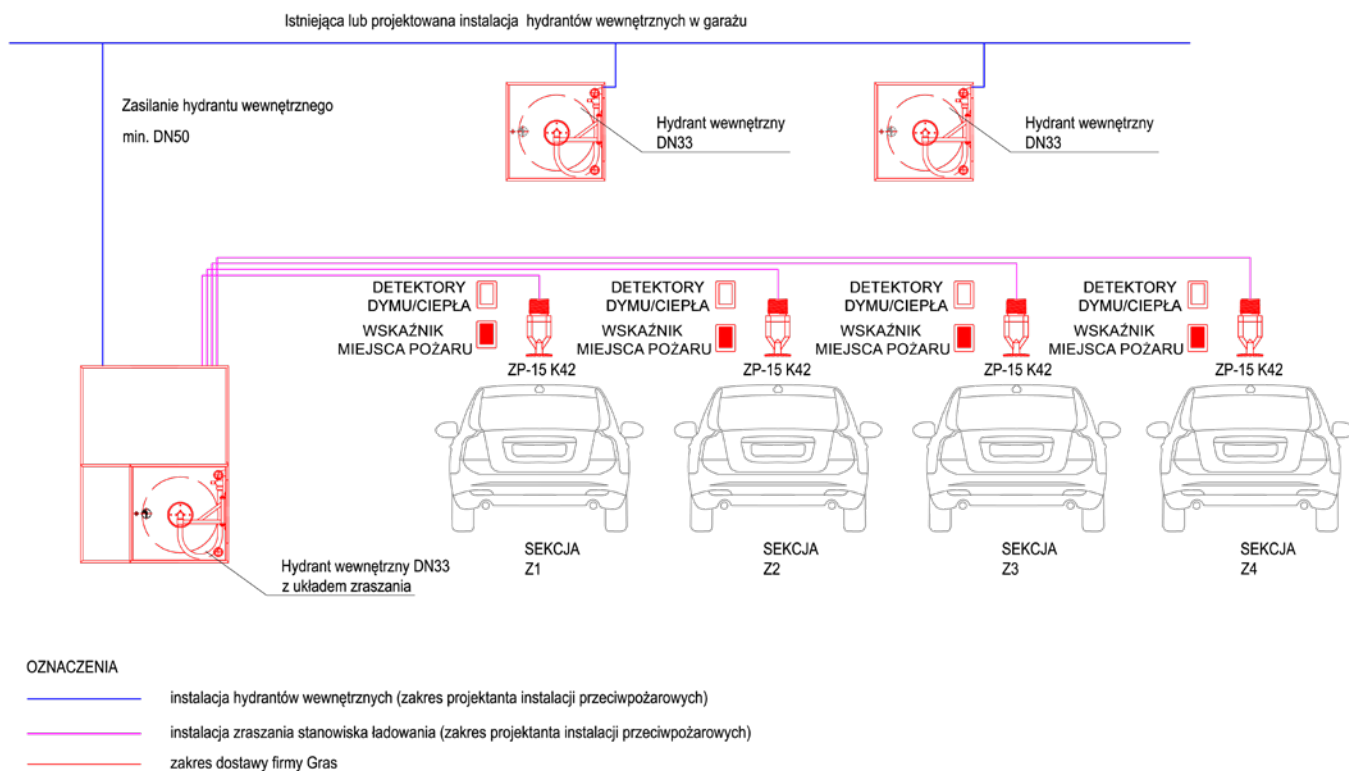 Istniejąca lub projektowana instalacja hydrantów wewnętrznych w garażu
Zasilanie hydrantu wewnętrznego
min. DN50
Hydrant wewnętrzny
DN33
Hydrant wewnętrzny
DN33
DETEKTORY
DYMU/CIEPŁA
WSKAŹNIK
MIEJSCA POŻARU
ZP-15 K42
DETEKTORY
DYMU/CIEPŁA
WSKAŹNIK
MIEJSCA POŻARU
ZP-15 K42
DETEKTORY
DYMU/CIEPŁA
WSKAŹNIK
MIEJSCA POŻARU
ZP-15 K42
DETEKTORY
DYMU/CIEPŁA
WSKAŹNIK
MIEJSCA POŻARU
ZP-15 K42
SEKCJA
Z1
SEKCJA
Z2
SEKCJA
Z3
SEKCJA
Z4
Hydrant wewnętrzny DN33
z układem zraszania
OZNACZENIA
instalacja hydrantów wewnętrznych (zakres projektanta instalacji przeciwpożarowych)
instalacja zraszania stanowiska ładowania (zakres projektanta instalacji przeciwpożarowych)
zakres dostawy firmy Gras